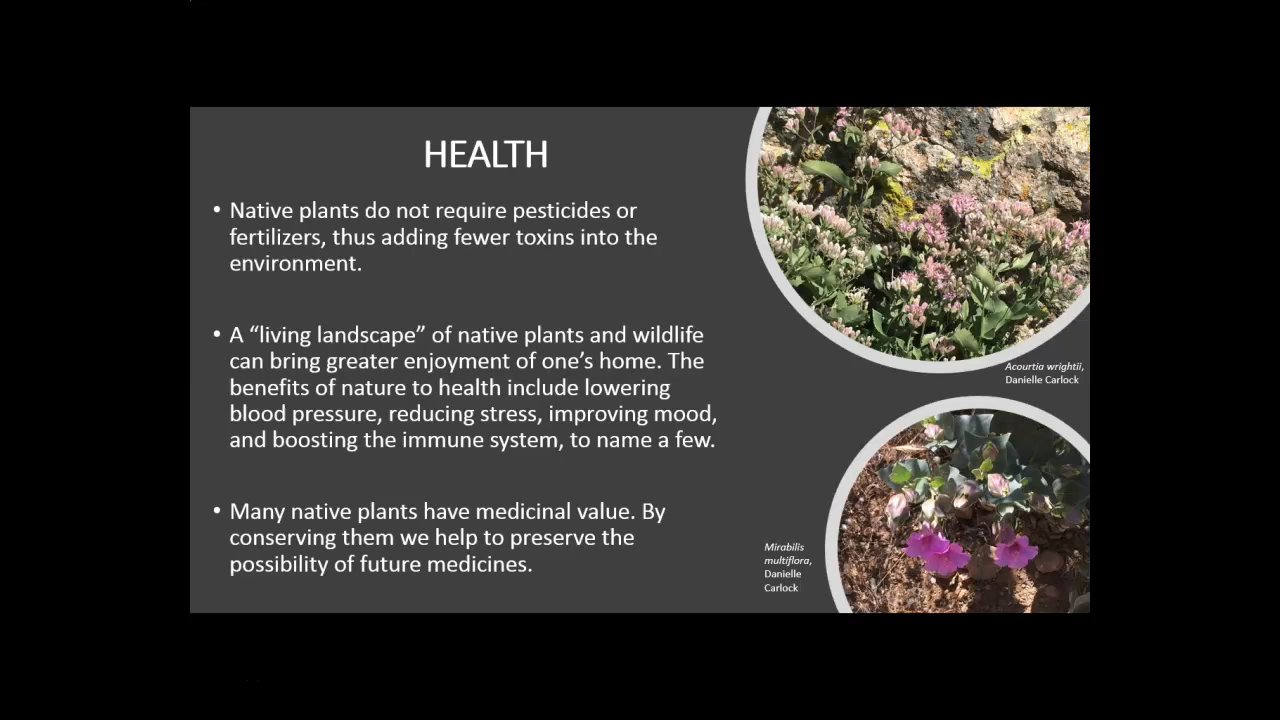 HEALTH
• Native plants do not require pesticides or
fertilizers, thus adding fewer toxins into the
environment.
• A “living landscape” of native plants and wildlife
can bring greater enjoyment of one’s home. The
benefits of nature to health include lowering
blood pressure, reducing stress, improving mood,
and boosting the immune system, to name a few.
• Many native plants have medicinal value. By
conserving them we help to preserve the
possibility of future medicines.
Acourtia wrightii,
Danielle Carlock
Mirabilis
multiflora,
Danielle
Carlock